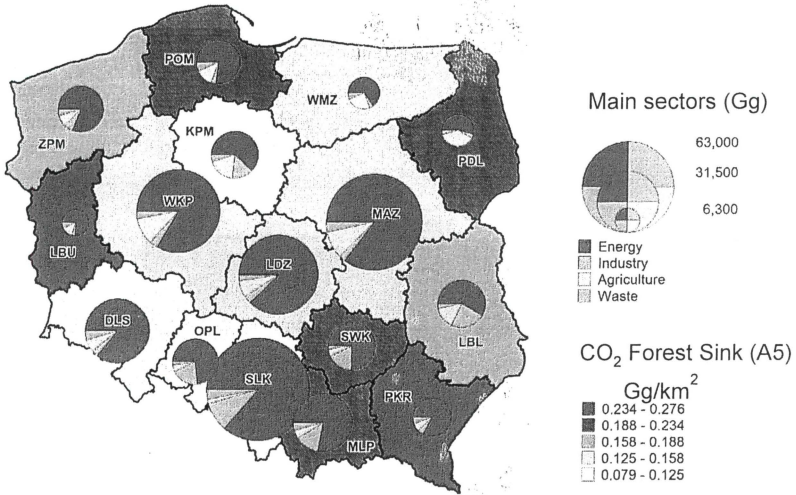 POM
WMZ
ZPM
KPM
PDL
WKP
MAZ
LBU
LDZ
DLS
OPL
SWK
LBL
SLK
PKR
MLP
Main sectors (Gg)
63,000
31,500
6,300
Energy
Industry
Agriculture
Waste
CO₂ Forest Sink (A5)
Gg/km²
0.234 - 0.276
0.188 - 0.234
0.158 - 0.188
0.125 - 0.158
0.079 - 0.125